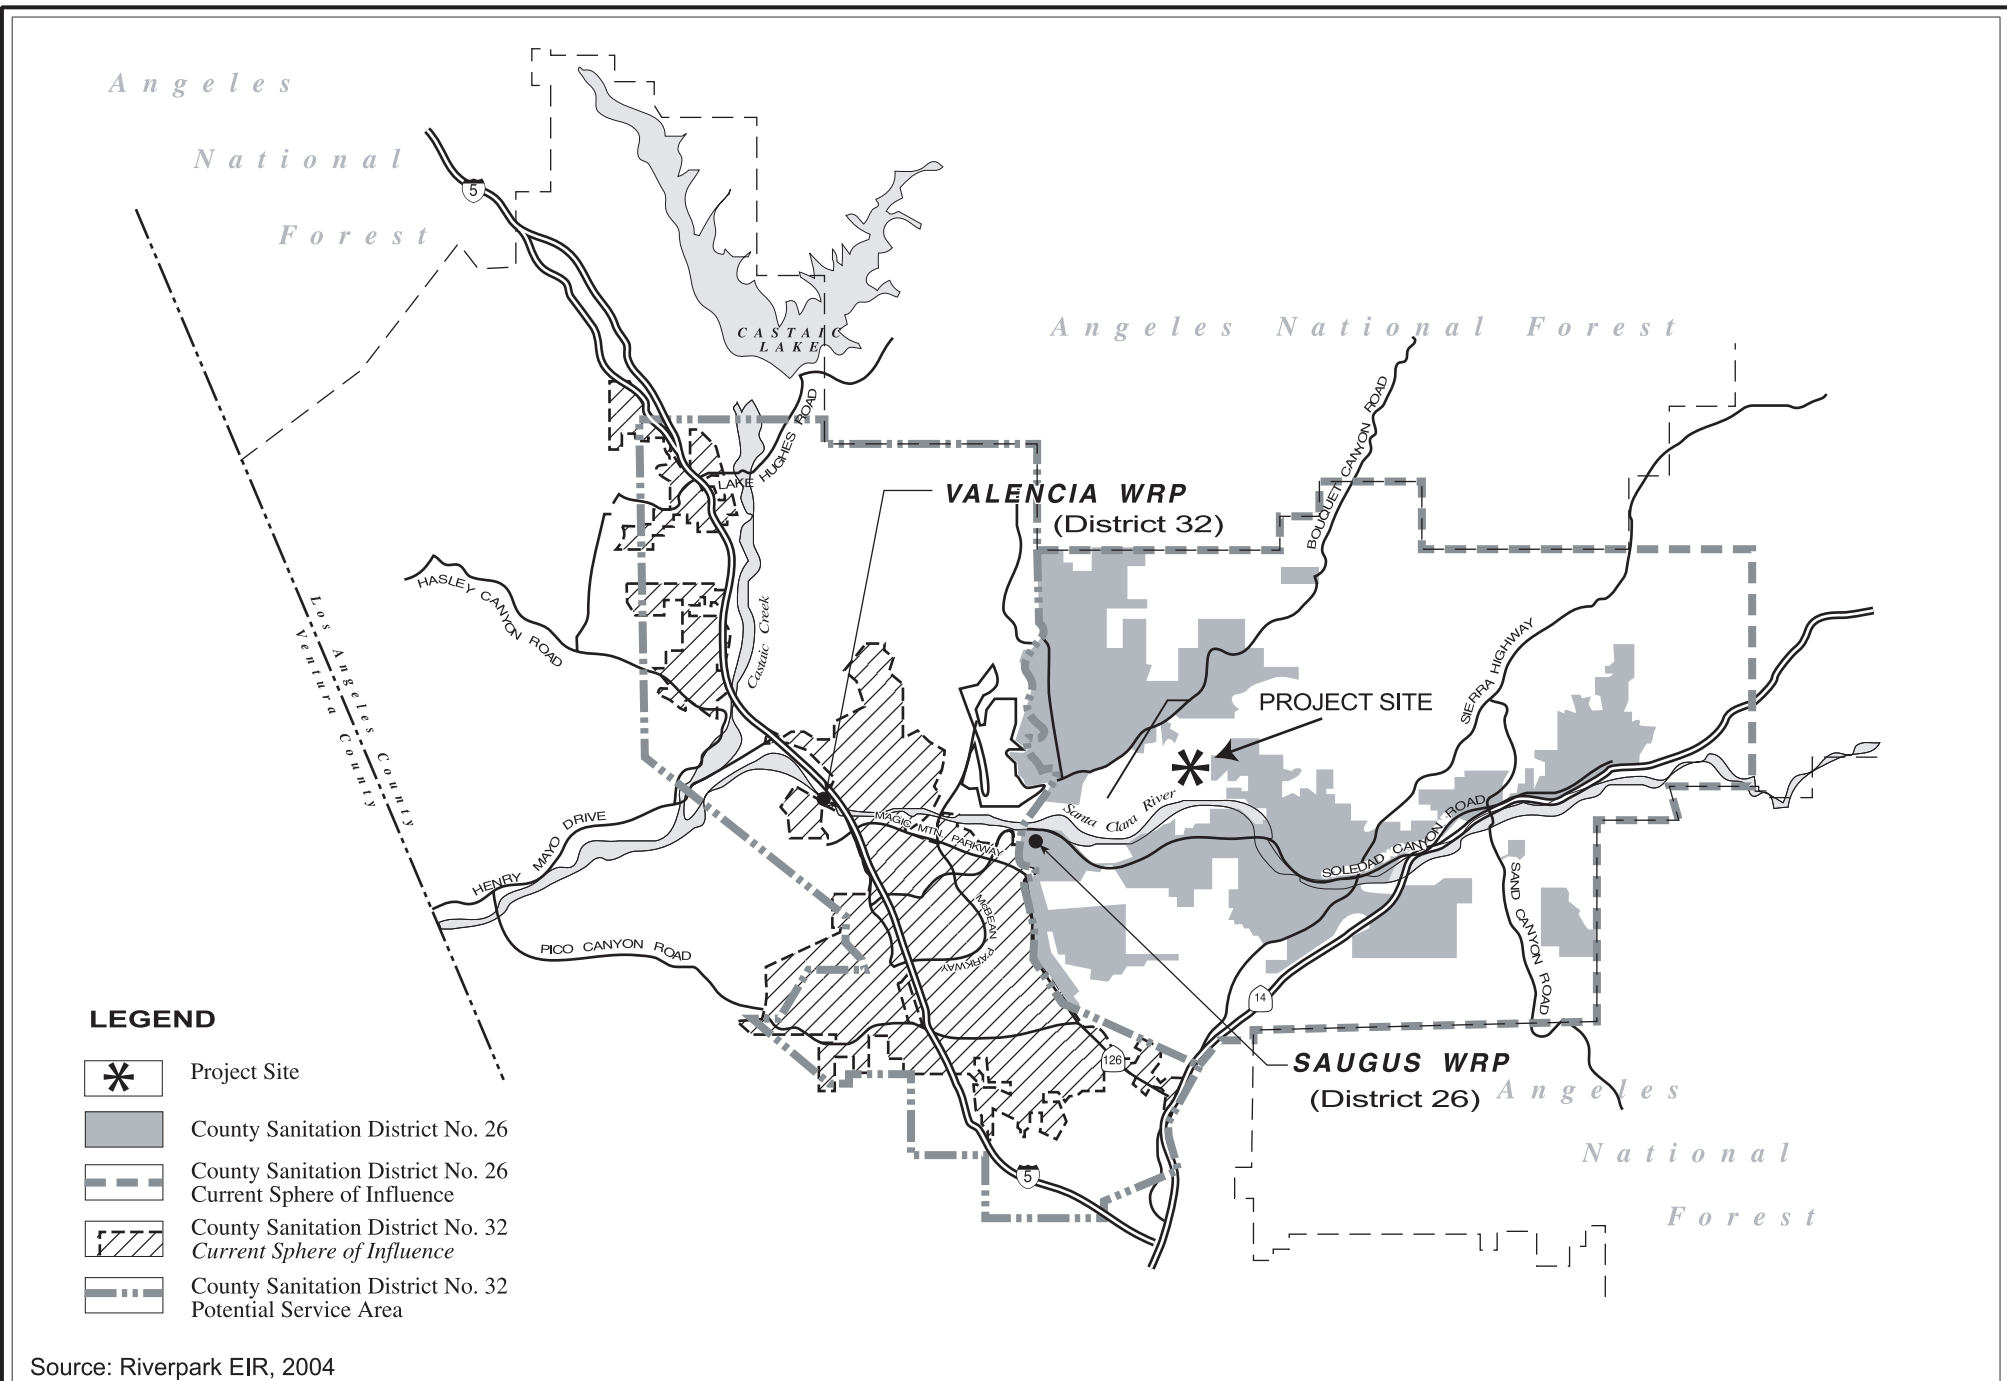 Angeles
National
Forest
5
CASTAIC
LAKE
Angeles National Forest
LAKE HUGHES ROAD
BOUQUET CANYON ROAD
VALENCIA WRP
(District 32)
HASLEY CANYON ROAD
Los Angeles County
Ventura County
Castaic Creek
SIERRA HIGHWAY
PROJECT SITE
Santa Clara River
MAGIC MTN. PARKWAY
HENRY MAYO DRIVE
SOLEDAD CANYON ROAD
SAND CANYON ROAD
McBEAN PARKWAY
PICO CANYON ROAD
14
126
SAUGUS WRP
(District 26)
Angeles
National
Forest
5
LEGEND
Project Site
County Sanitation District No. 26
County Sanitation District No. 26
Current Sphere of Influence
County Sanitation District No. 32
Current Sphere of Influence
County Sanitation District No. 32
Potential Service Area
Source: Riverpark EIR, 2004